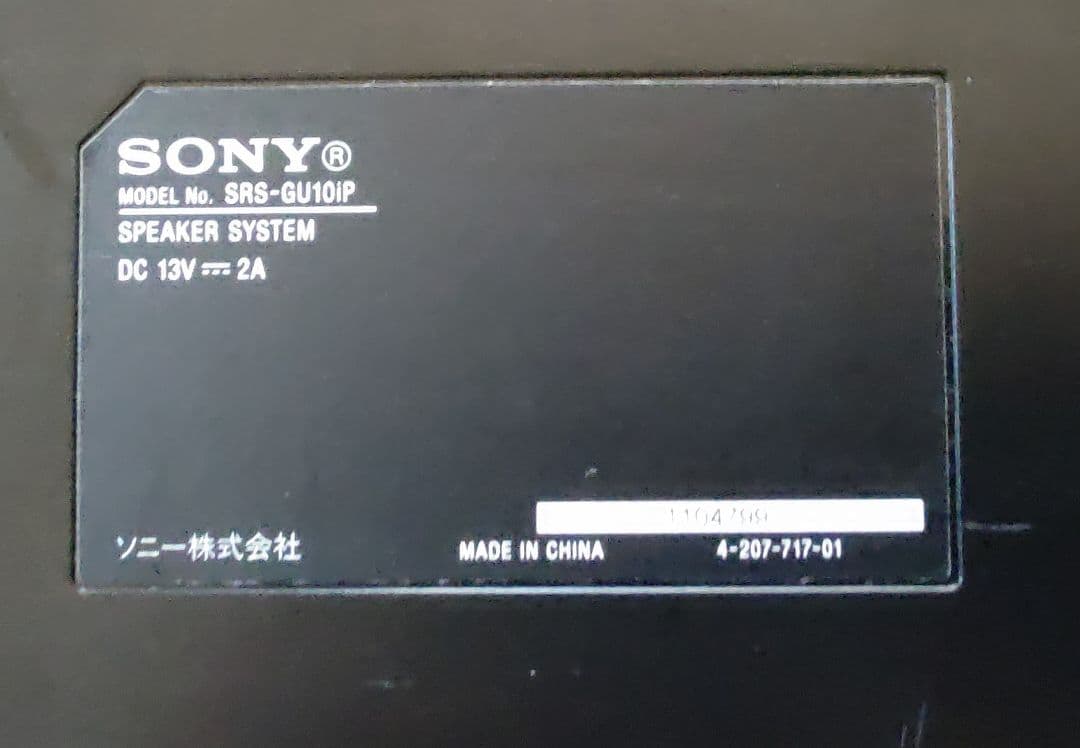 SONY®
MODEL No. SRS-GU10iP
SPEAKER SYSTEM
DC 13V ⎓ 2A
ソニー株式会社
MADE IN CHINA
4-207-717-01